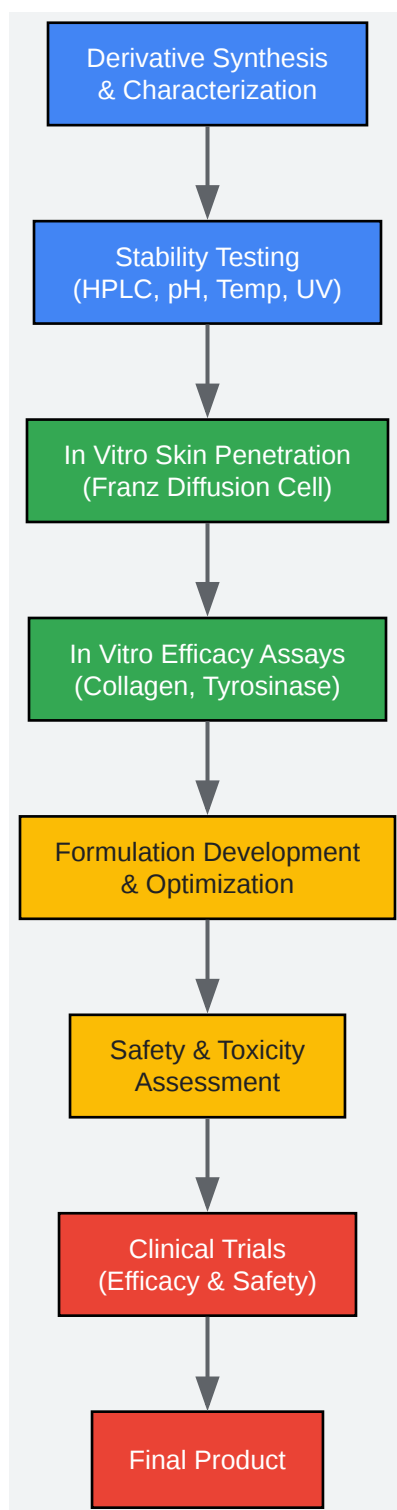 Derivative Synthesis
& Characterization
Stability Testing
(HPLC, pH, Temp, UV)
In Vitro Skin Penetration
(Franz Diffusion Cell)
In Vitro Efficacy Assays
(Collagen, Tyrosinase)
Formulation Development
& Optimization
Safety & Toxicity
Assessment
Clinical Trials
(Efficacy & Safety)
Final Product